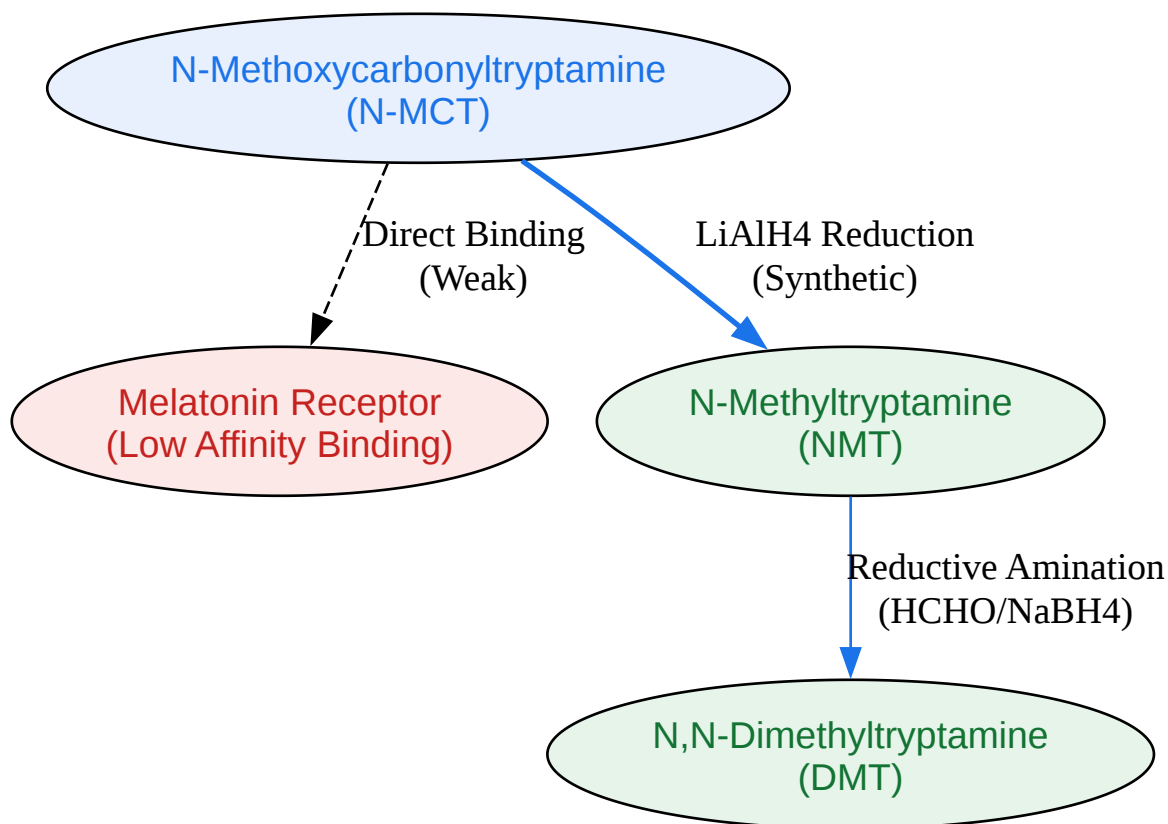 N-Methoxycarbonyltryptamine
(N-MCT)
Direct Binding
(Weak)
LiAlH4 Reduction
(Synthetic)
Melatonin Receptor
(Low Affinity Binding)
N-Methyltryptamine
(NMT)
Reductive Amination
(HCHO/NaBH4)
N,N-Dimethyltryptamine
(DMT)